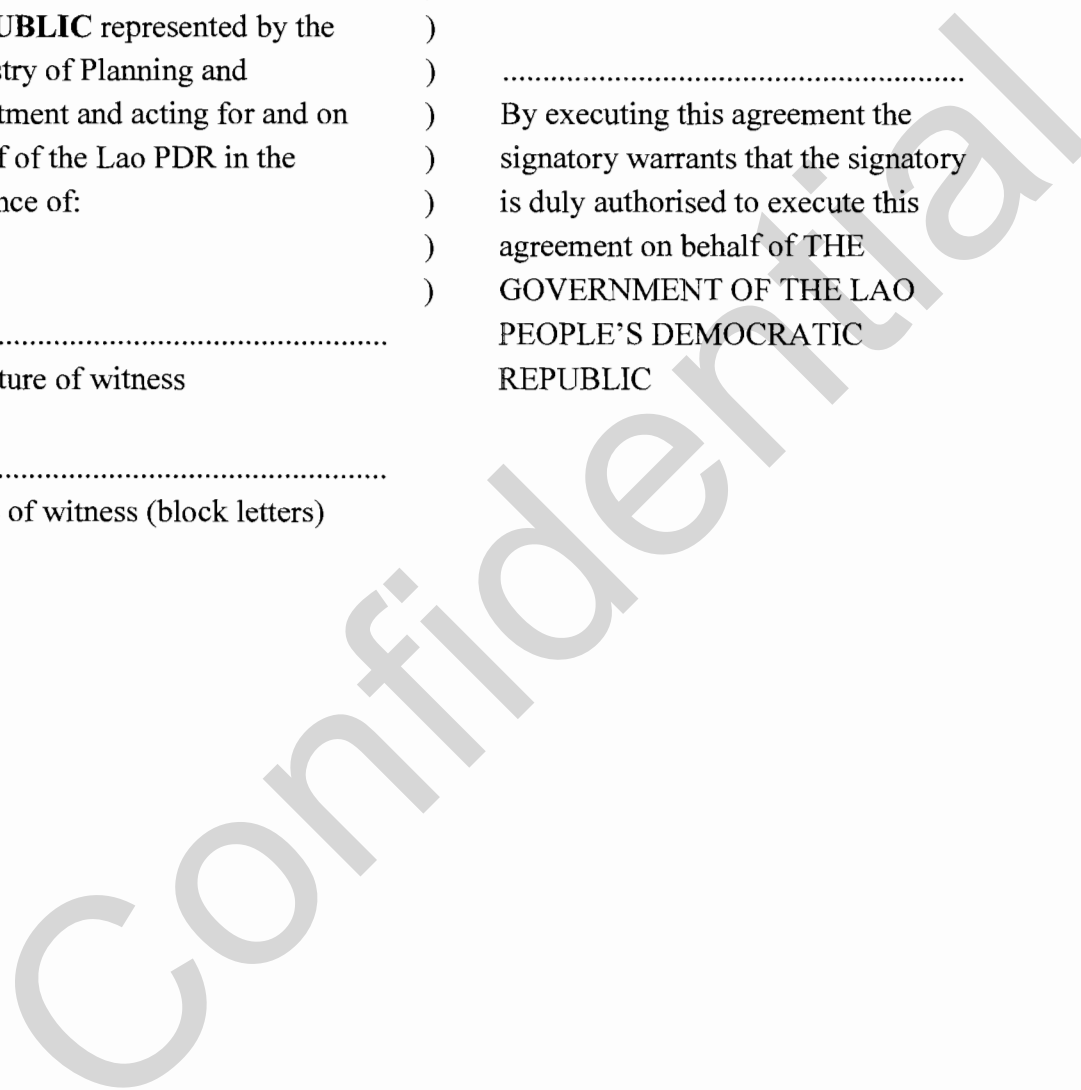 UBLIC represented by the )
stry of Planning and )
tment and acting for and on )
f of the Lao PDR in the )
nce of: )
)
)
........................................................
ture of witness
........................................................
of witness (block letters)
........................................................
By executing this agreement the
signatory warrants that the signatory
is duly authorised to execute this
agreement on behalf of THE
GOVERNMENT OF THE LAO
PEOPLE'S DEMOCRATIC
REPUBLIC
Confidential